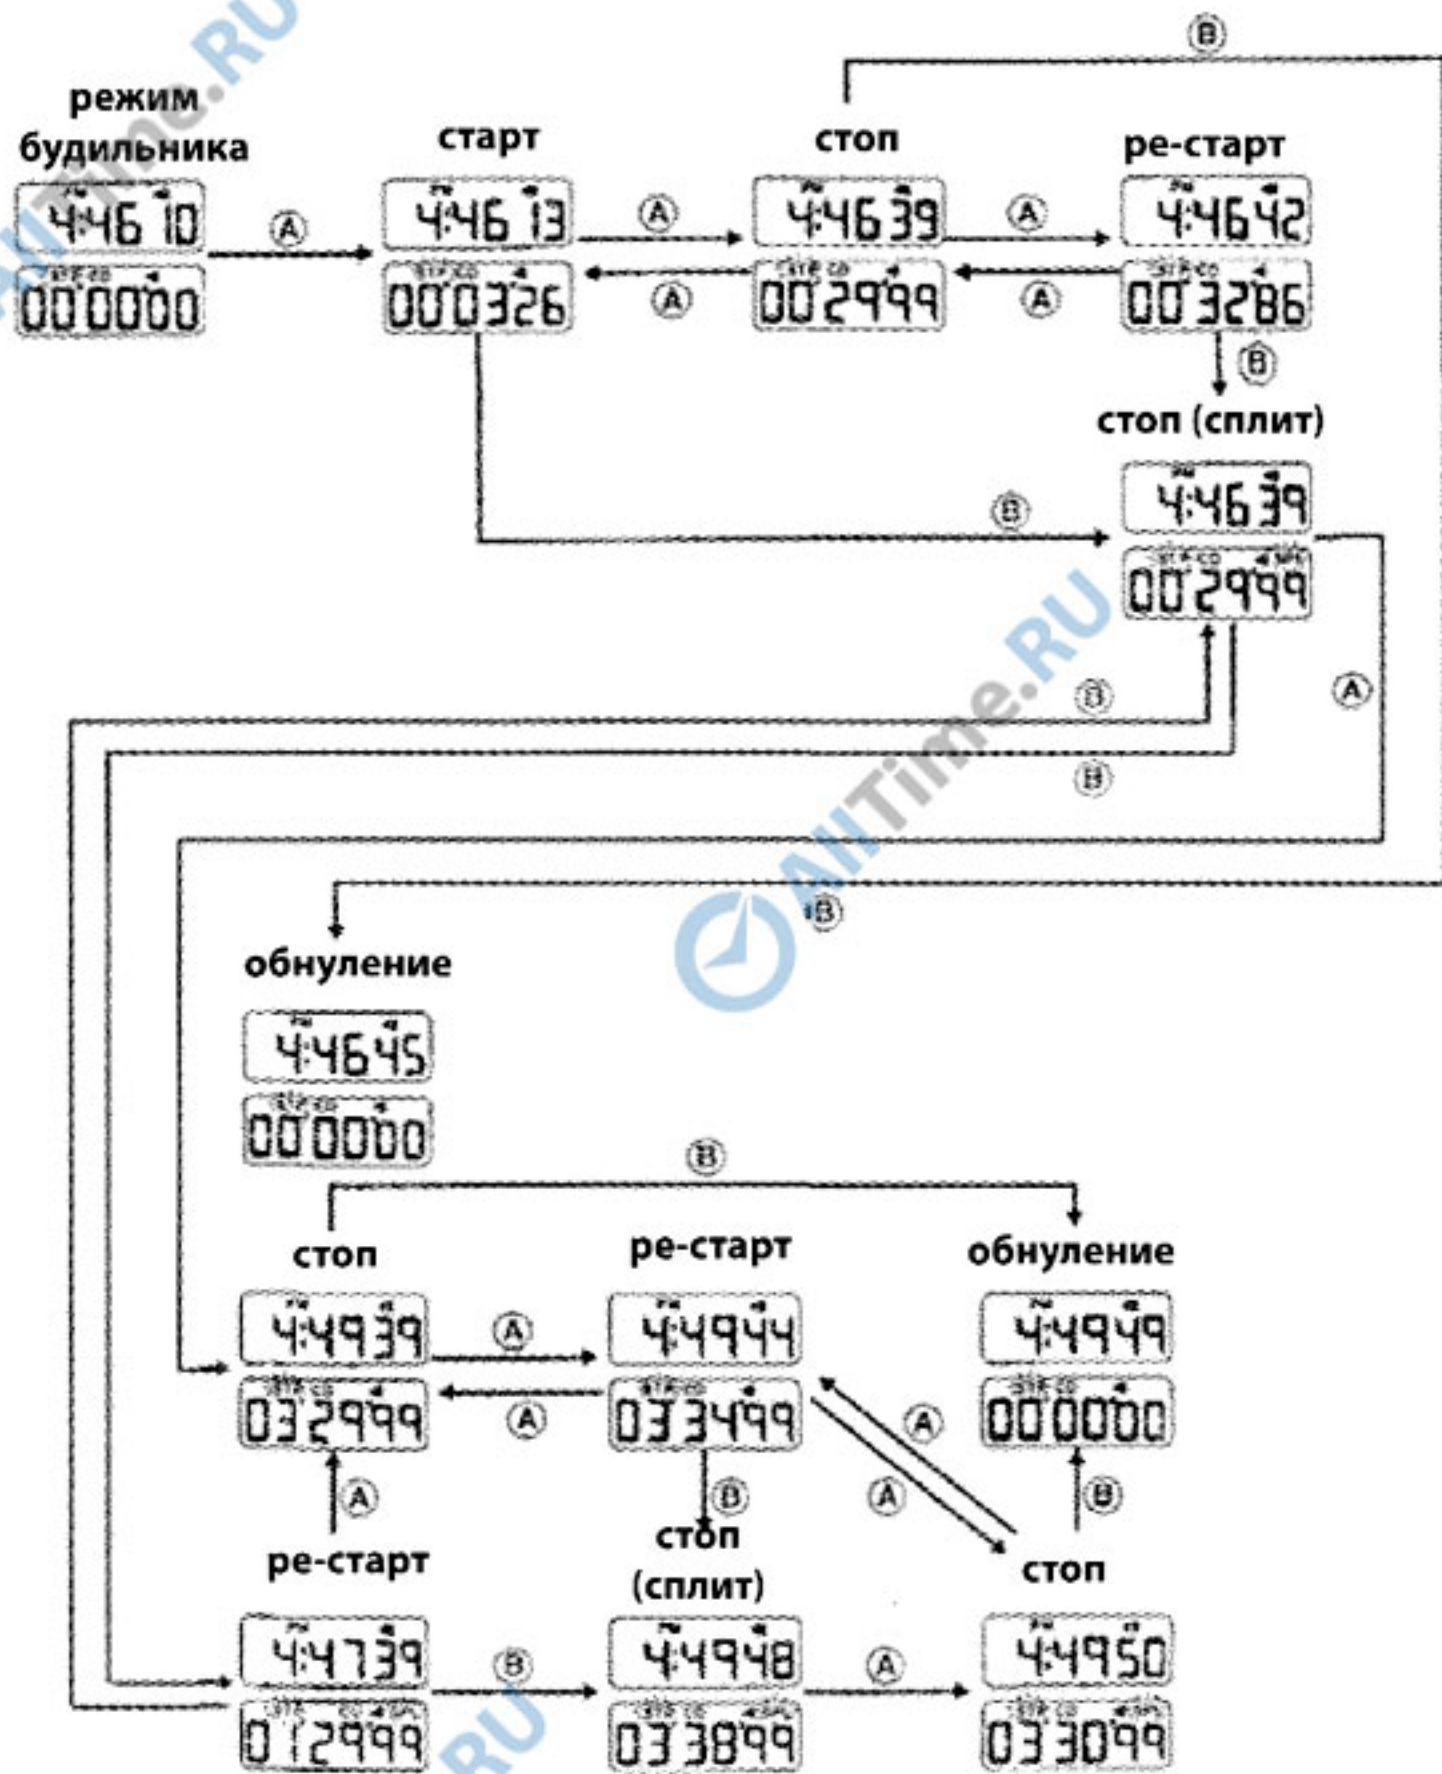 AllTime.RU
B
режим
будильника
старт
стоп
ре-старт
4:46 10
A
4:46 13
A
4:46 39
A
4:46 42
00'00"00
00'03"26
A
00'29"99
A
00'32"86
B
стоп (сплит)
4:46 39
B
00'29"99
B
A
B
AllTime.RU
B
обнуление
4:46 45
00'00"00
B
стоп
ре-старт
обнуление
4:49 39
A
4:49 44
4:49 49
03'29"99
A
03'34"99
A
00'00"00
A
B
A
B
ре-старт
стоп
(сплит)
стоп
4:47 39
B
4:49 48
A
4:49 50
01'29"99
03'38"99
03'30"99
RU